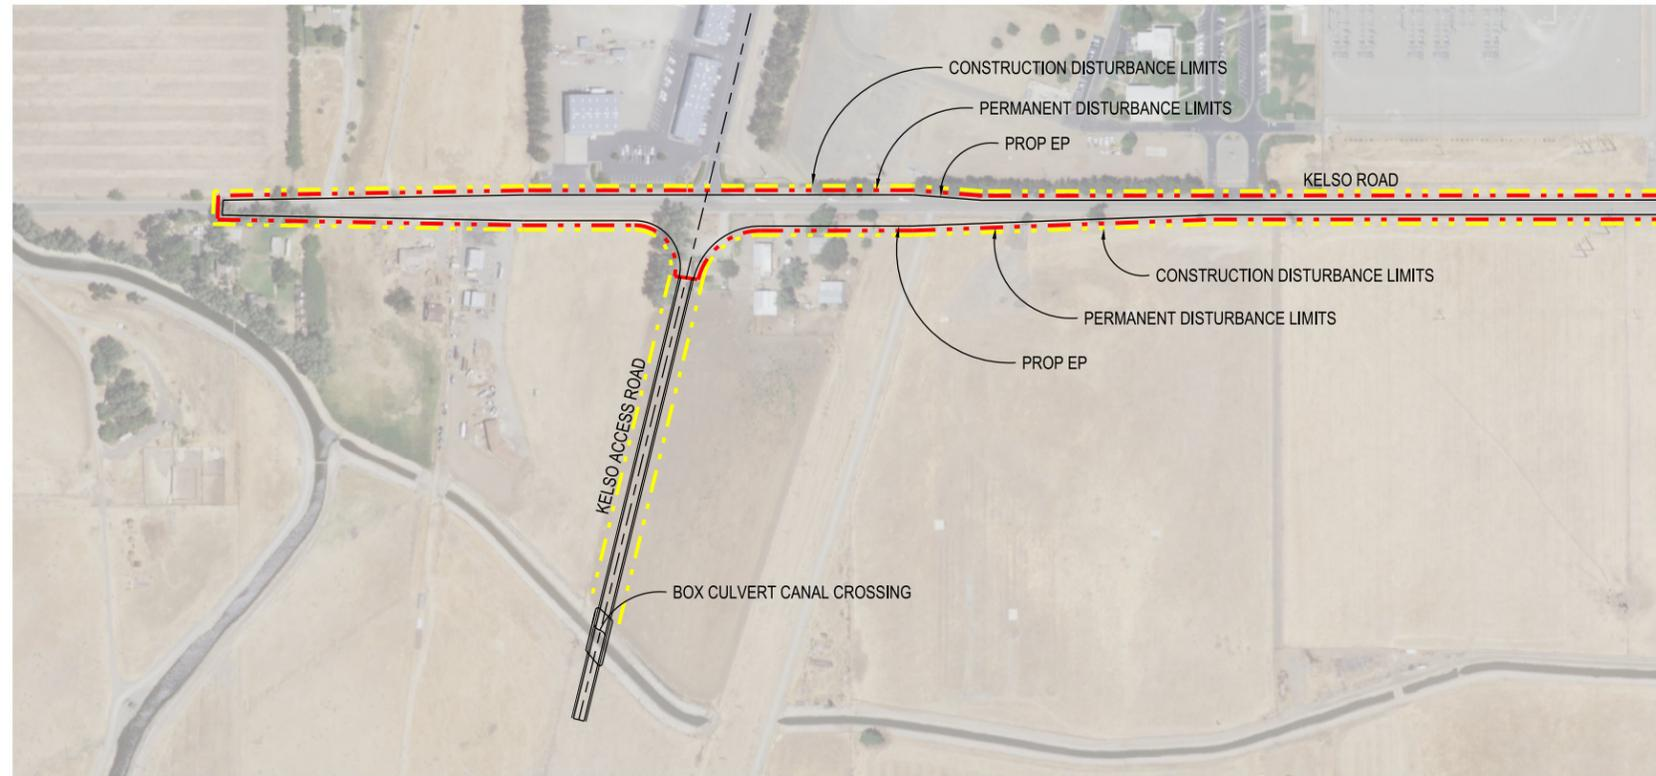 CONSTRUCTION DISTURBANCE LIMITS
PERMANENT DISTURBANCE LIMITS
PROP EP
KELSO ROAD
CONSTRUCTION DISTURBANCE LIMITS
PERMANENT DISTURBANCE LIMITS
PROP EP
KELSO ACCESS ROAD
BOX CULVERT CANAL CROSSING